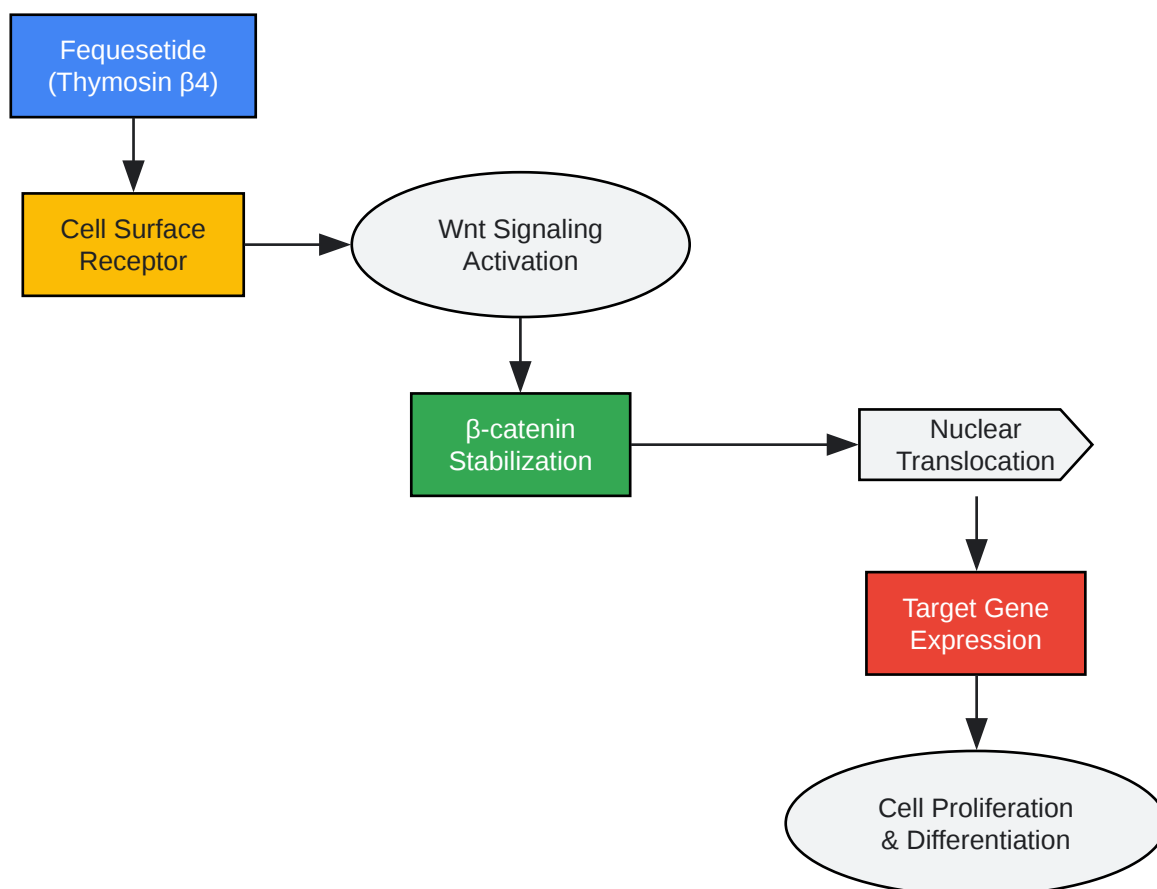 Fequesetide
(Thymosin β4)
Cell Surface
Receptor
Wnt Signaling
Activation
β-catenin
Stabilization
Nuclear
Translocation
Target Gene
Expression
Cell Proliferation
& Differentiation